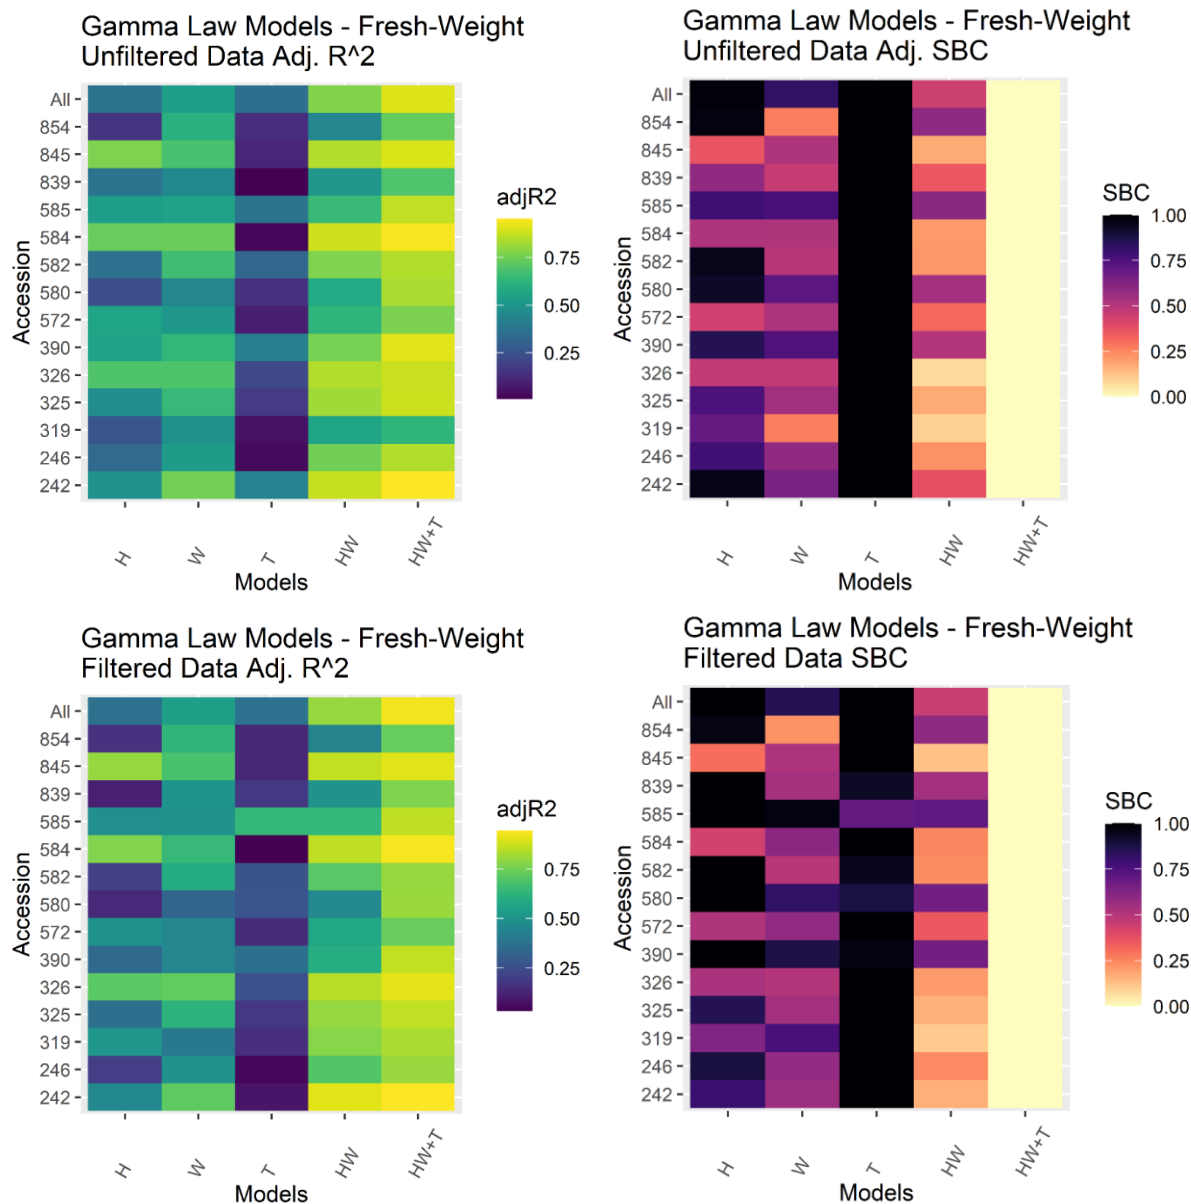 Gamma Law Models - Fresh-Weight
Unfiltered Data Adj. R^2
Accession
All
854
845
839
585
584
582
580
572
390
326
325
319
246
242
H
W
T
HW
HW+T
Models
adjR2
0.75
0.50
0.25
Gamma Law Models - Fresh-Weight
Unfiltered Data Adj. SBC
Accession
All
854
845
839
585
584
582
580
572
390
326
325
319
246
242
H
W
T
HW
HW+T
Models
SBC
1.00
0.75
0.50
0.25
0.00
Gamma Law Models - Fresh-Weight
Filtered Data Adj. R^2
Accession
All
854
845
839
585
584
582
580
572
390
326
325
319
246
242
H
W
T
HW
HW+T
Models
adjR2
0.75
0.50
0.25
Gamma Law Models - Fresh-Weight
Filtered Data SBC
Accession
All
854
845
839
585
584
582
580
572
390
326
325
319
246
242
H
W
T
HW
HW+T
Models
SBC
1.00
0.75
0.50
0.25
0.00